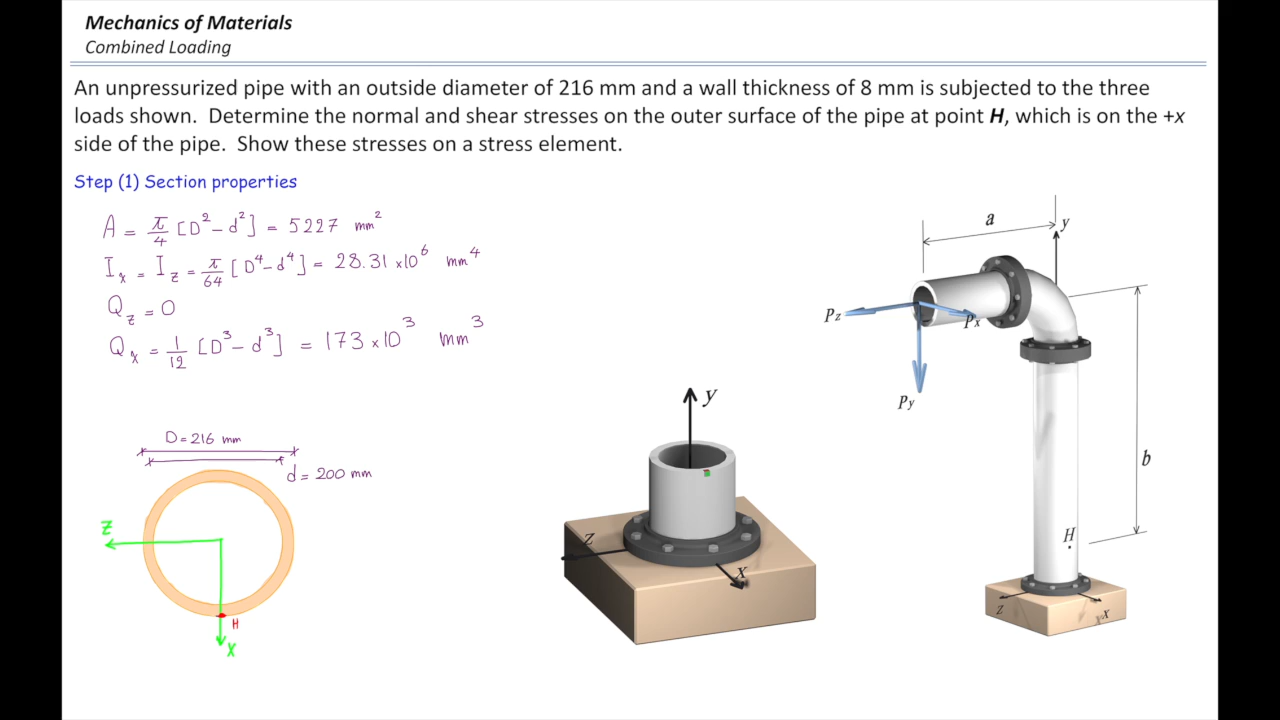 Mechanics of Materials
Combined Loading
An unpressurized pipe with an outside diameter of 216 mm and a wall thickness of 8 mm is subjected to the three
loads shown. Determine the normal and shear stresses on the outer surface of the pipe at point H, which is on the +x
side of the pipe. Show these stresses on a stress element.
Step (1) Section properties
A = π/4 [D² - d²] = 5227 mm²
Iₓ = I_z = π/64 [D⁴ - d⁴] = 28.31 × 10⁶ mm⁴
Q_z = 0
Qₓ = 1/12 [D³ - d³] = 173 × 10³ mm³
D = 216 mm
d = 200 mm
z
H
x
y
z
x
a
y
Pz
Px
Py
b
H
z
x